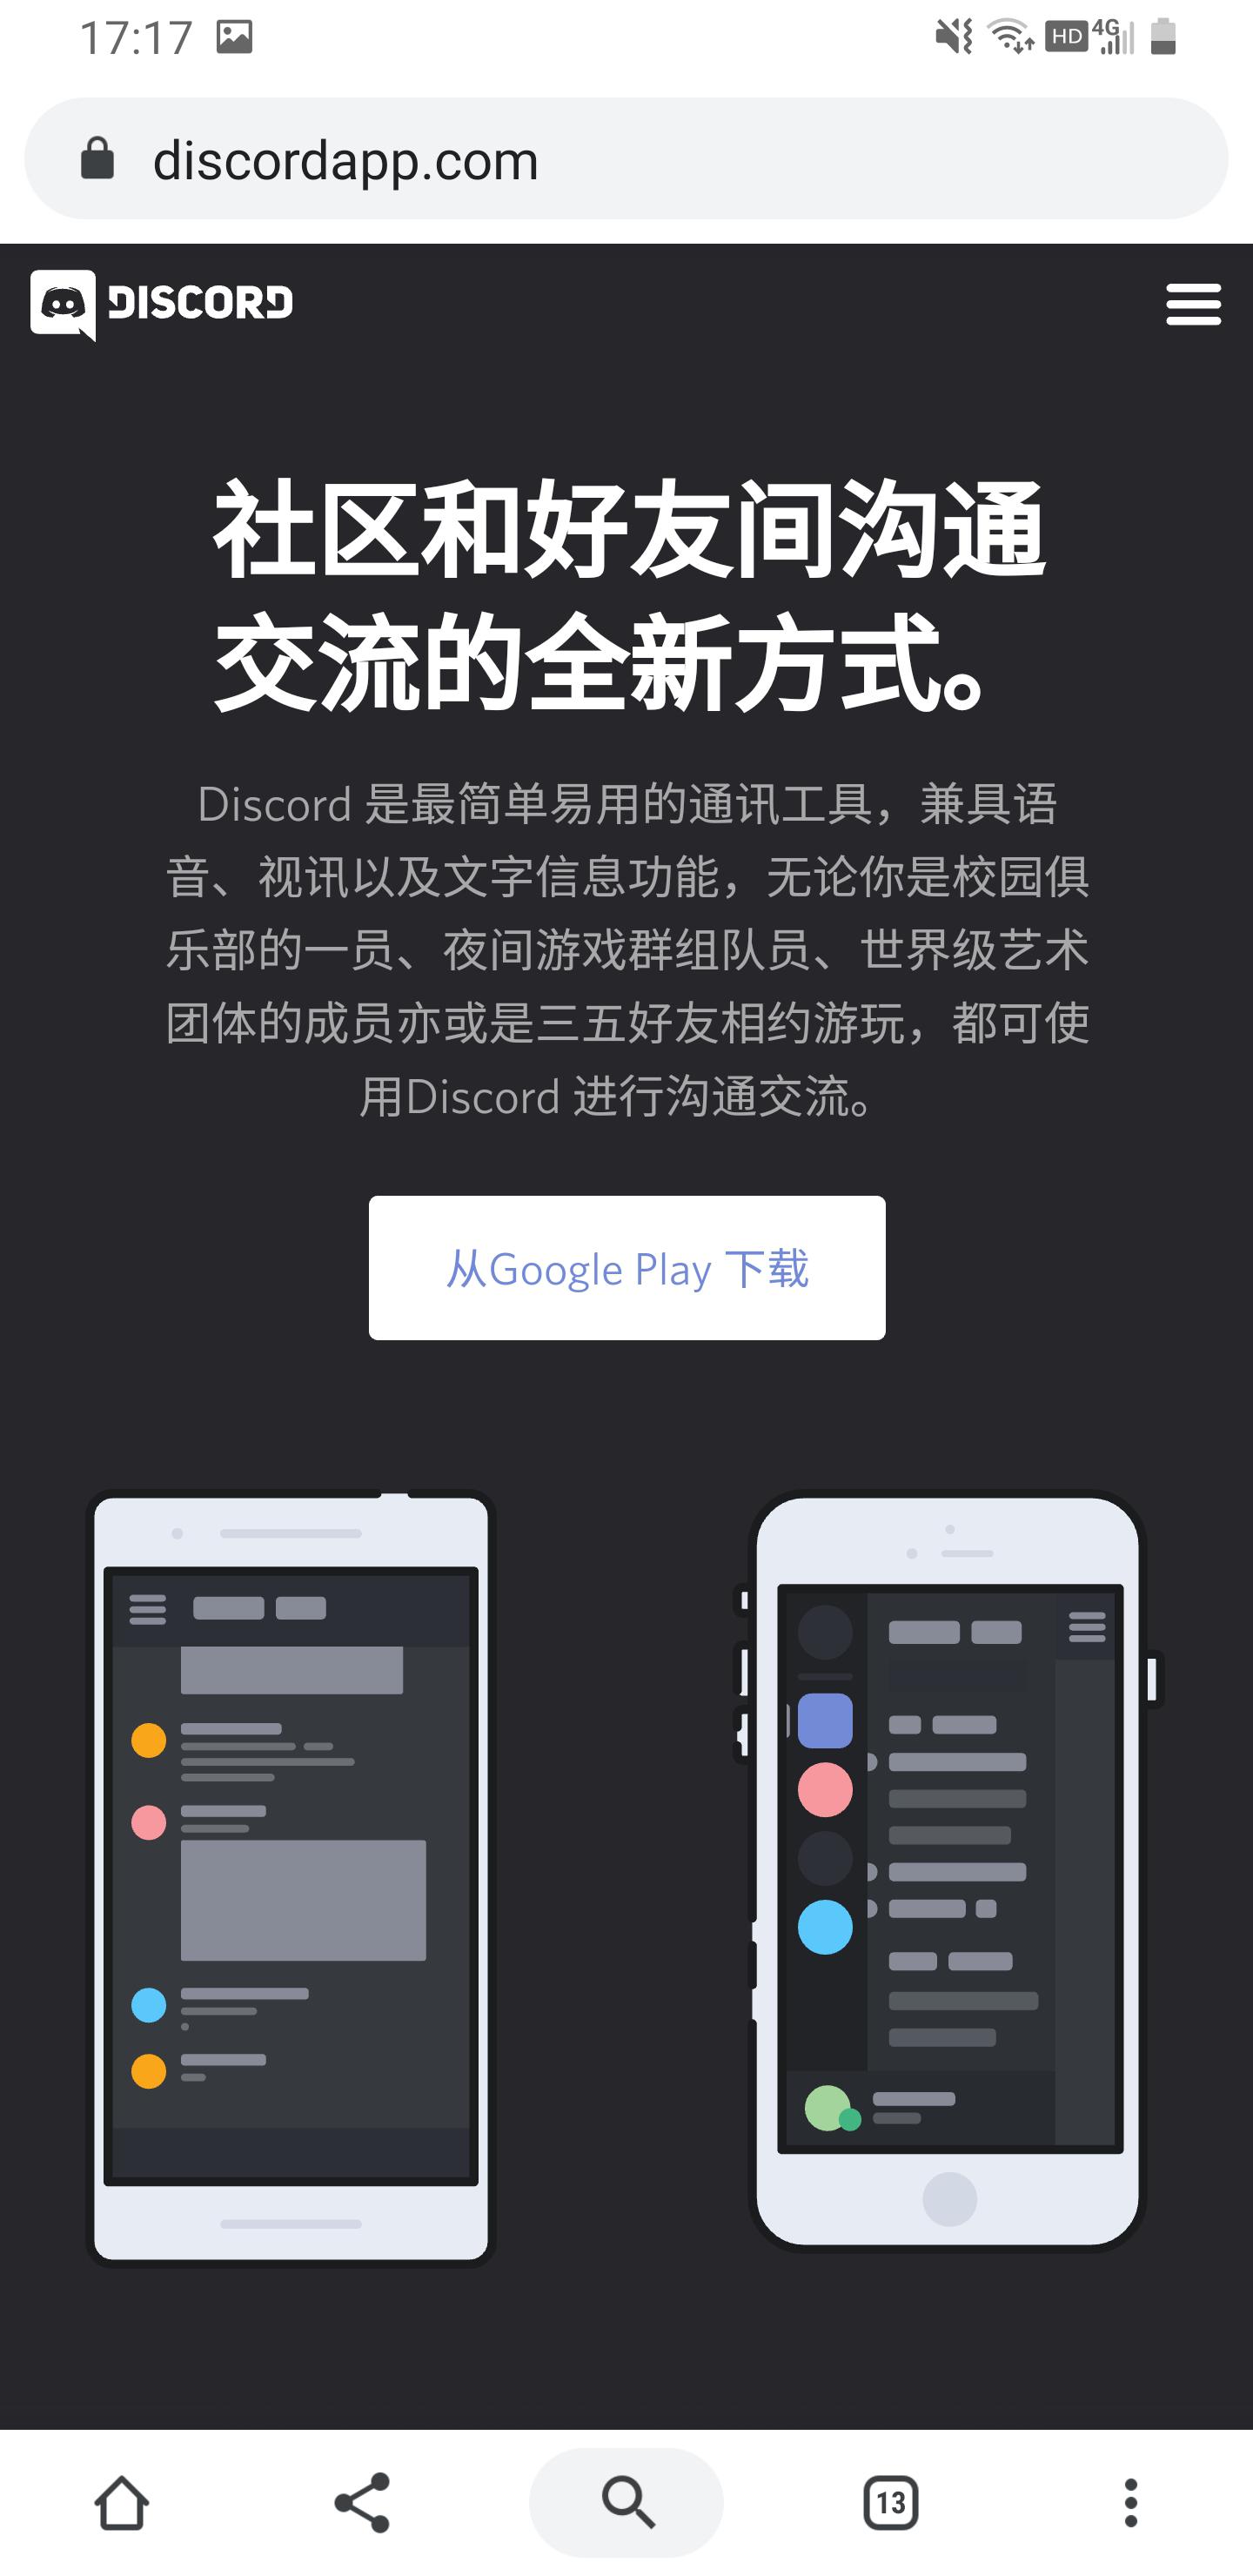 17:17
HD 4G
discordapp.com
DISCORD
社区和好友间沟通
交流的全新方式。
Discord 是最简单易用的通讯工具，兼具语
音、视讯以及文字信息功能，无论你是校园俱
乐部的一员、夜间游戏群组队员、世界级艺术
团体的成员亦或是三五好友相约游玩，都可使
用Discord 进行沟通交流。
从Google Play 下载
13